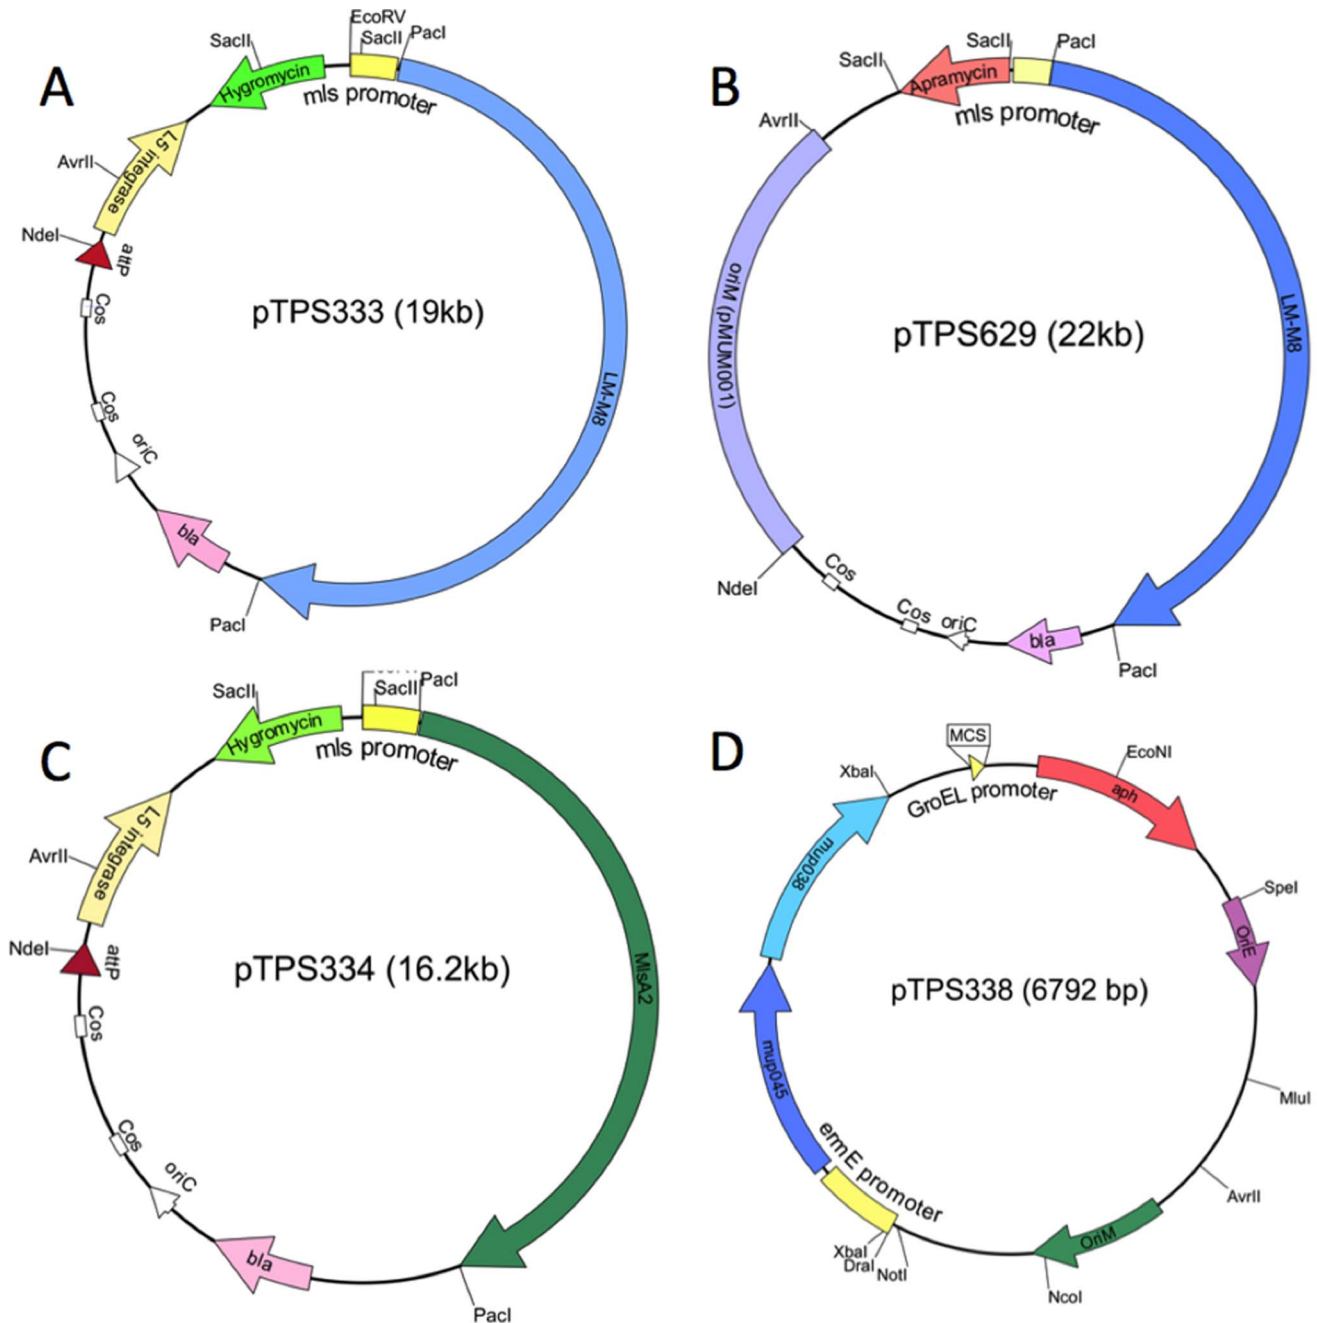 A
EcoRV
SacII
SacII
PacI
Hygromycin
mls promoter
L5 integrase
AvrII
NdeI
attP
Cos
Cos
oriC
bla
PacI
LM-M8
pTPS333 (19kb)
B
SacII
SacII
PacI
Apramycin
mls promoter
AvrII
oriM (pMUM001)
LM-M8
pTPS629 (22kb)
NdeI
Cos
Cos
oriC
bla
PacI
C
SacII
SacII
PacI
Hygromycin
mls promoter
L5 integrase
AvrII
NdeI
attP
Cos
Cos
oriC
bla
PacI
MlsA2
pTPS334 (16.2kb)
D
MCS
XbaI
GroEL promoter
EcoNI
aph
mup038
SpeI
OriE
pTPS338 (6792 bp)
mup045
MluI
ermE promoter
AvrII
OriM
XbaI
DraI
NotI
NcoI